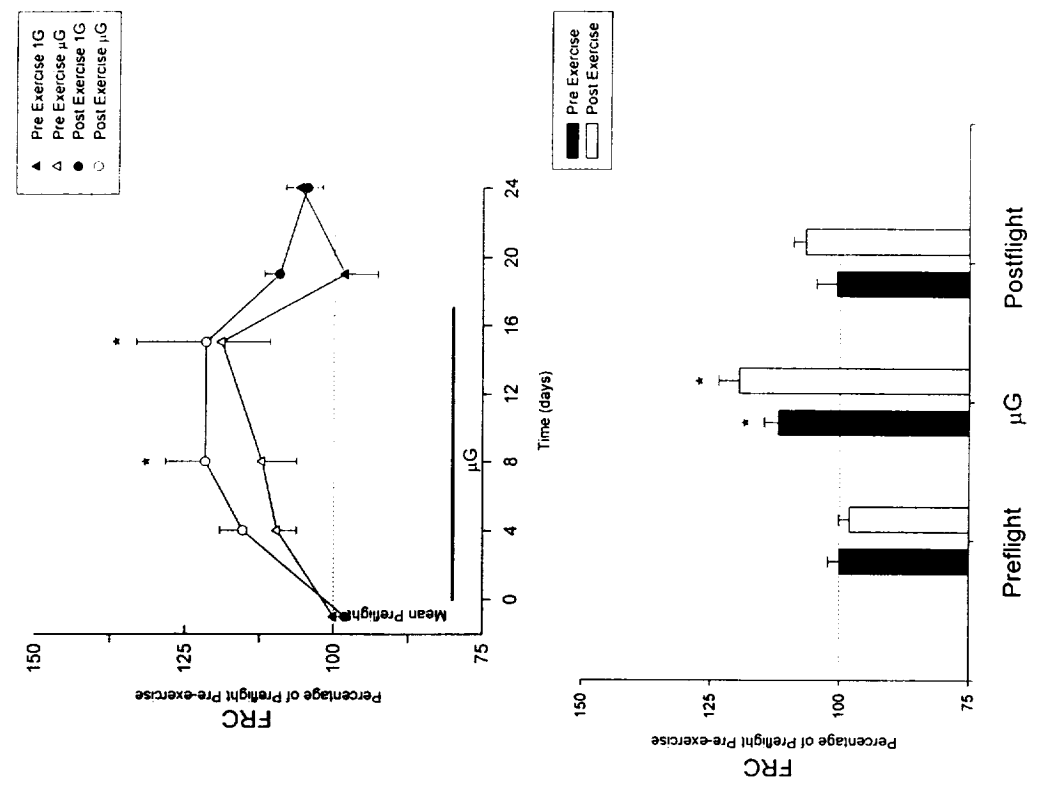 ▲ Pre Exercise 1G
△ Pre Exercise µG
● Post Exercise 1G
○ Post Exercise µG
FRC
Percentage of Preflight Pre-exercise
150
125
100
75
*
*
Mean Preflight
µG
0 4 8 12 16 20 24
Time (days)
Pre Exercise
Post Exercise
FRC
Percentage of Preflight Pre-exercise
150
125
100
75
*
*
Preflight µG Postflight